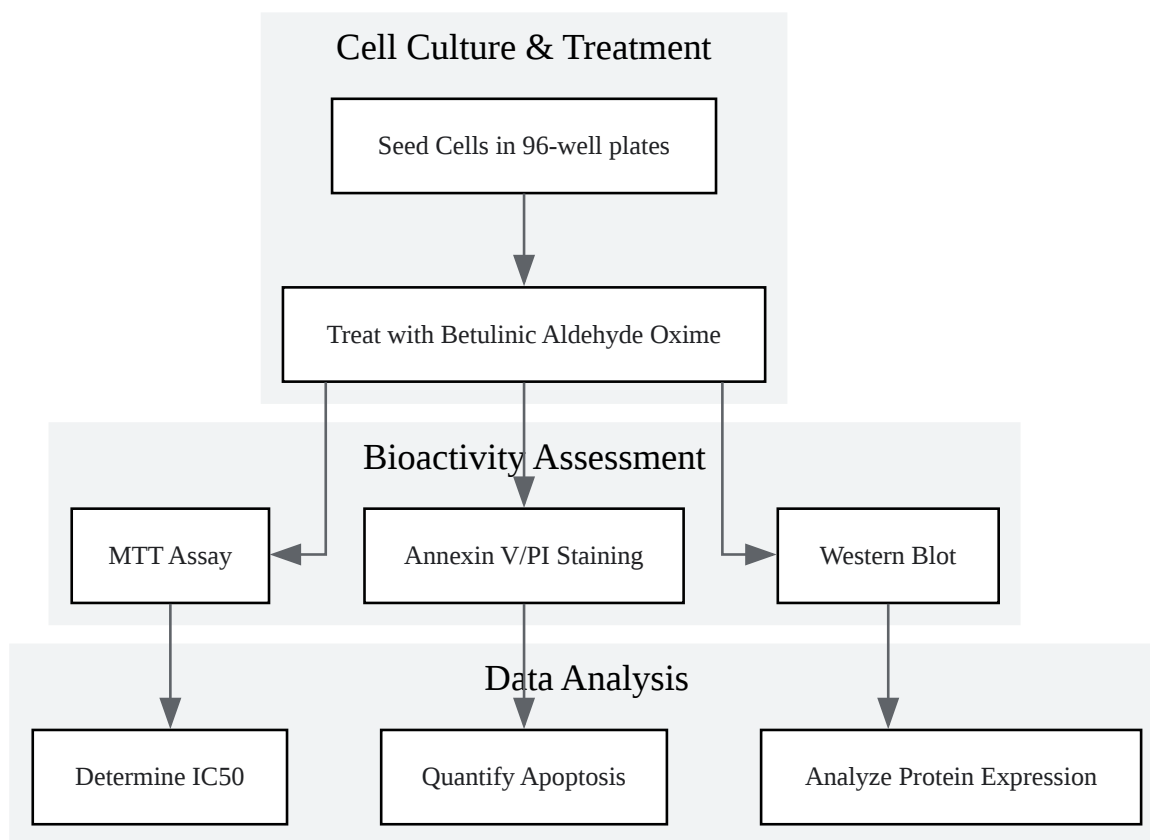 Cell Culture & Treatment
Seed Cells in 96-well plates
Treat with Betulinic Aldehyde Oxime
Bioactivity Assessment
MTT Assay
Annexin V/PI Staining
Western Blot
Data Analysis
Determine IC50
Quantify Apoptosis
Analyze Protein Expression